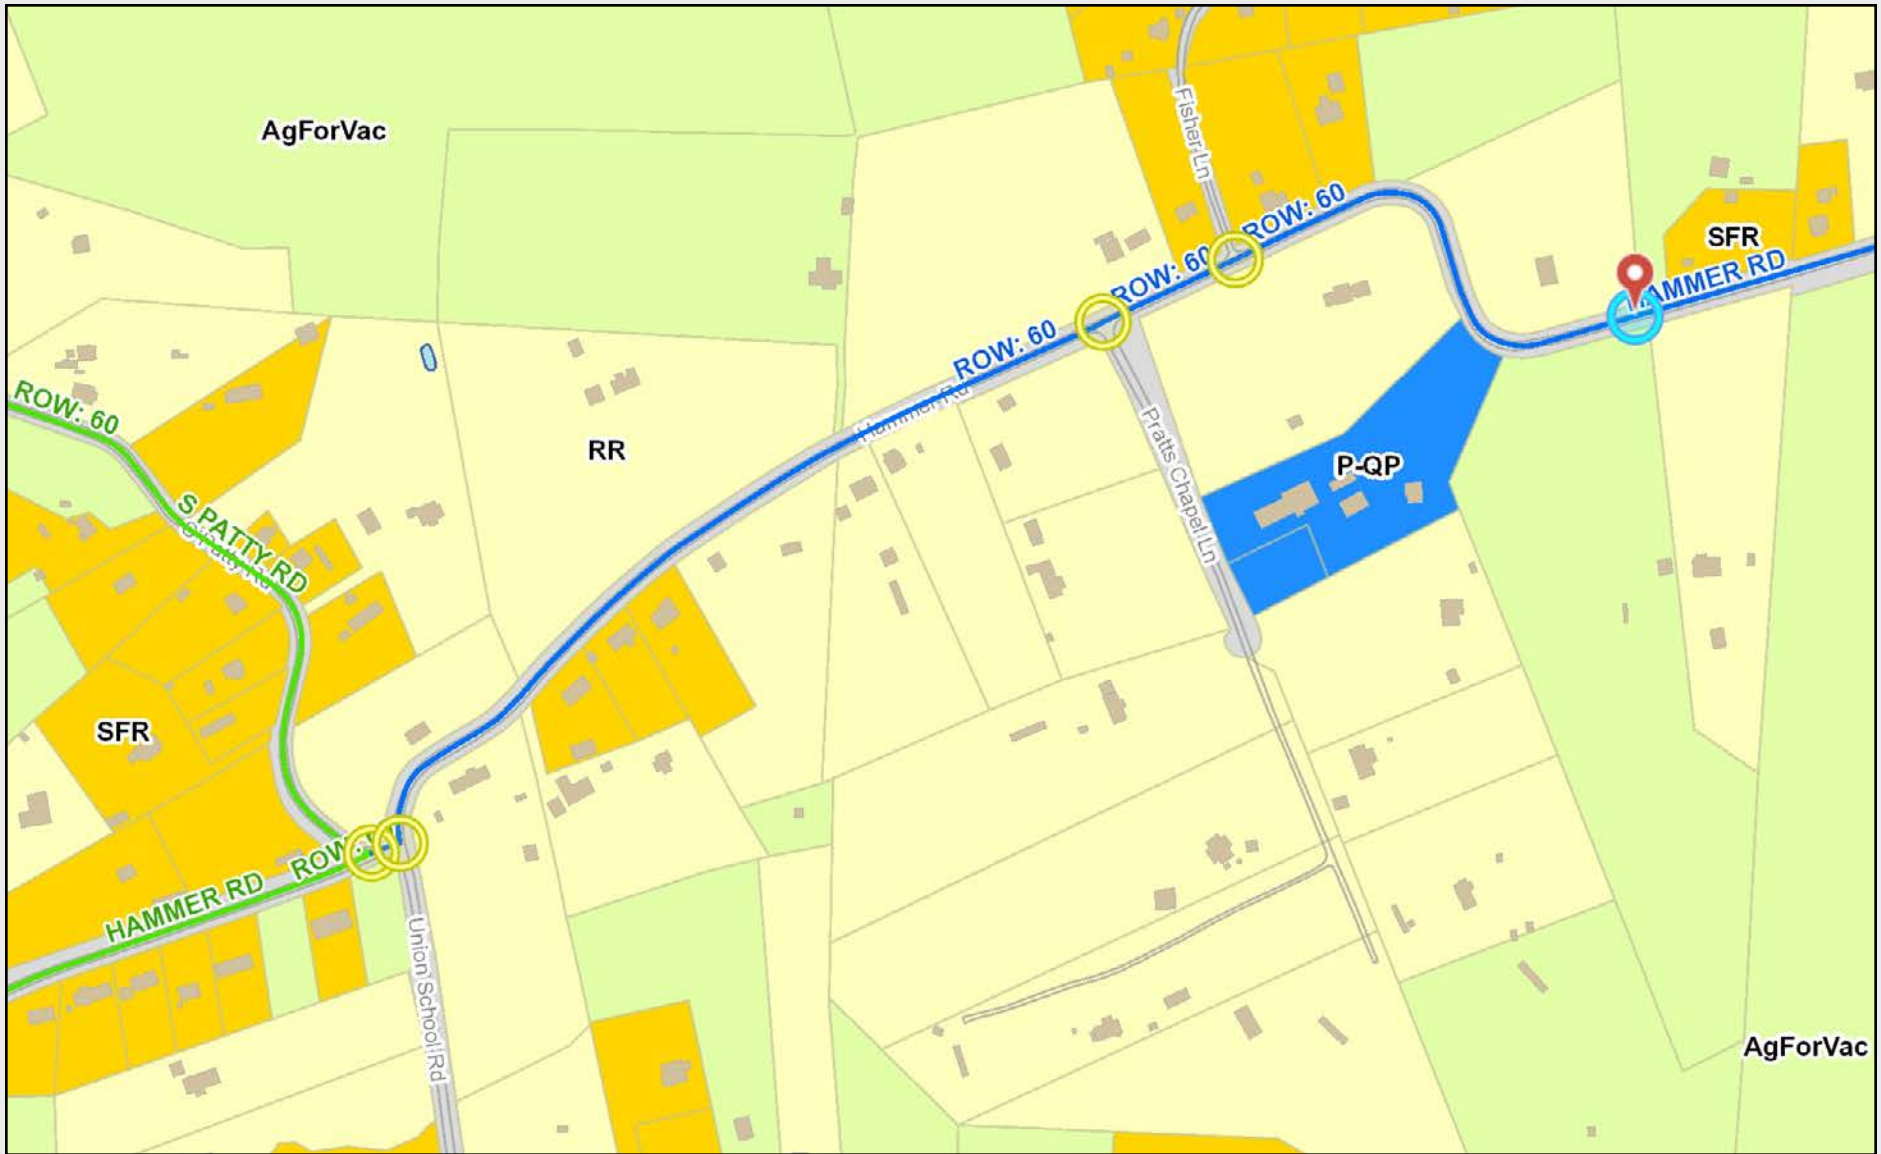 AgForVac
Fisher Ln
ROW: 60
ROW: 60
SFR
HAMMER RD
ROW: 60
Hammer Rd
ROW: 60
S PATTY RD
S Patty Rd
RR
Pratts Chapel Ln
P-QP
SFR
ROW:
HAMMER RD
Union School Rd
AgForVac